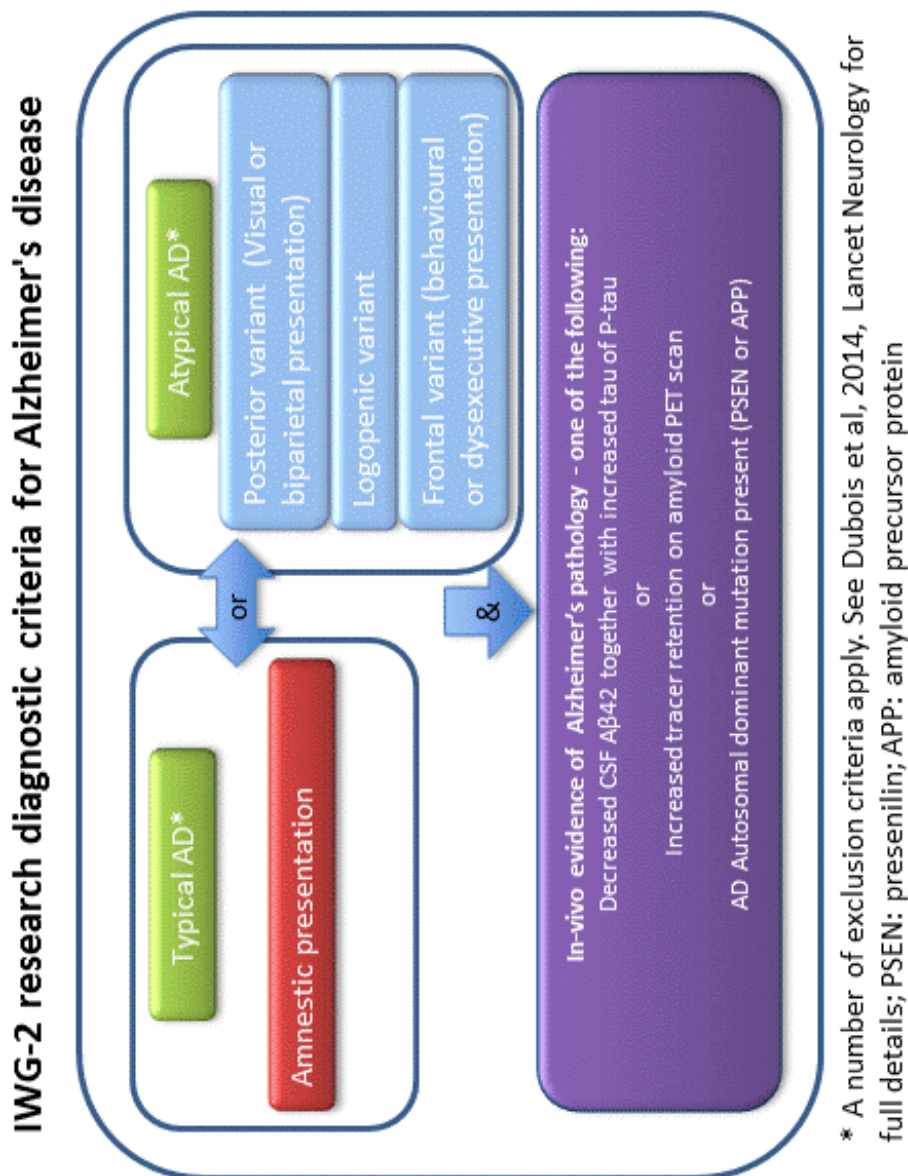 IWG-2 research diagnostic criteria for Alzheimer's disease
Typical AD*
Amnestic presentation
or
Atypical AD*
Posterior variant (Visual or
biparietal presentation)
Logopenic variant
Frontal variant (behavioural
or dysexecutive presentation)
&
In-vivo evidence of Alzheimer's pathology - one of the following:
Decreased CSF Aβ42 together with increased tau of P-tau
or
Increased tracer retention on amyloid PET scan
or
AD Autosomal dominant mutation present (PSEN or APP)
* A number of exclusion criteria apply. See Dubois et al, 2014, Lancet Neurology for
full details; PSEN: presenilin; APP: amyloid precursor protein